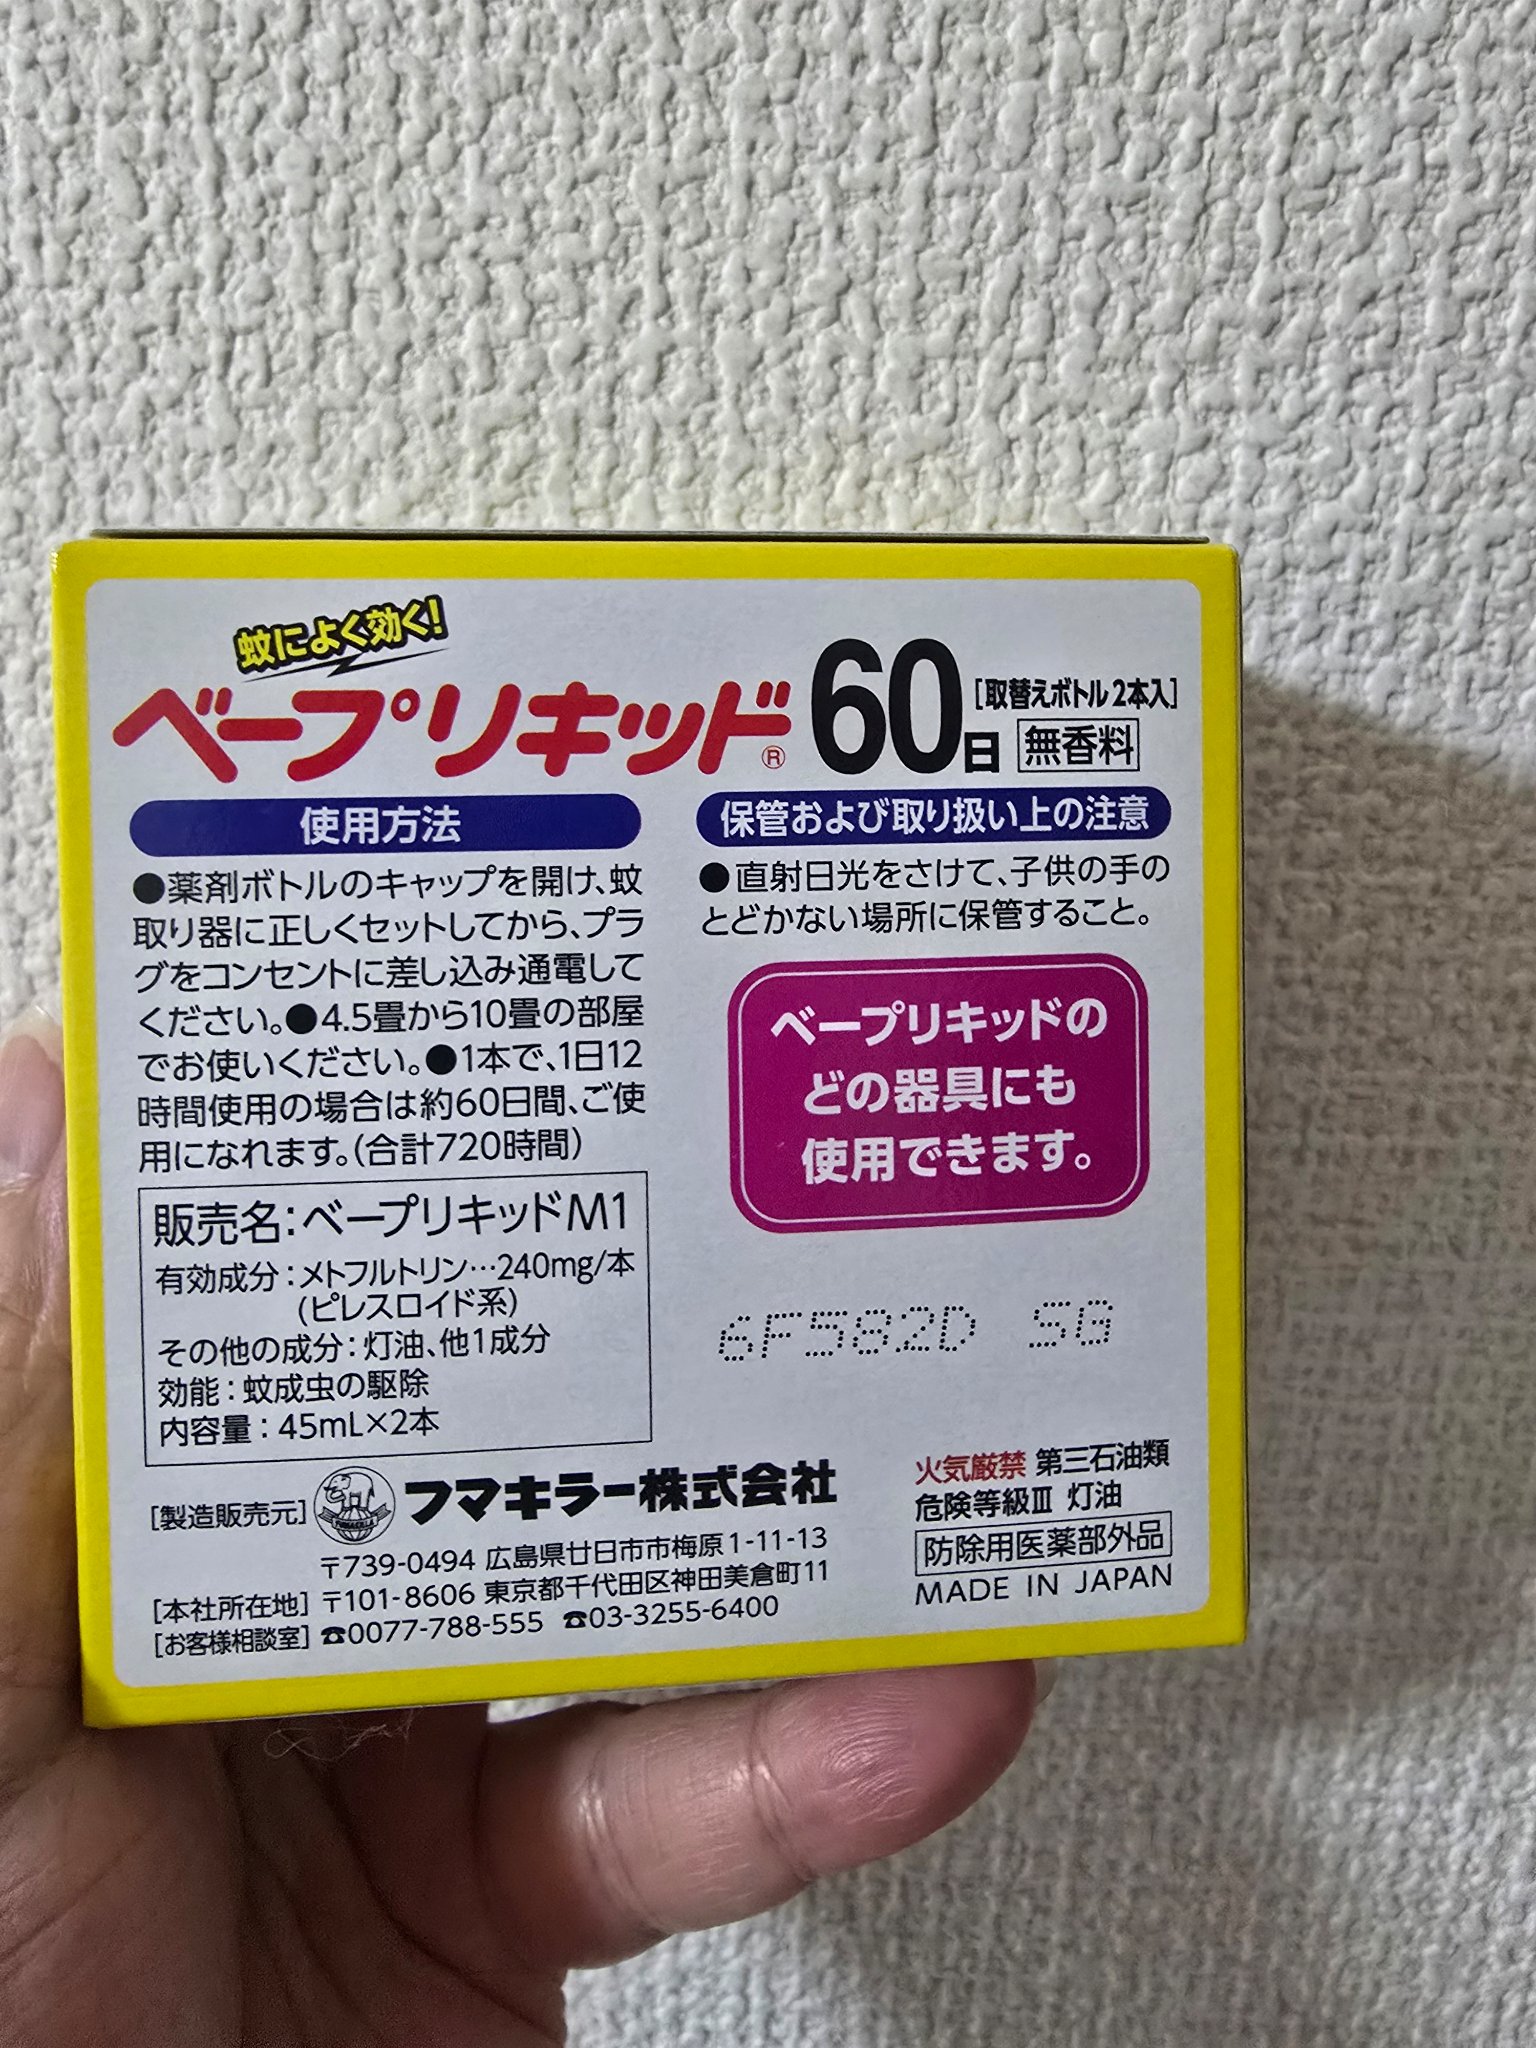 蚊によく効く!
ベープリキッド® 60日 [取替えボトル2本入]
無香料
使用方法
●薬剤ボトルのキャップを開け、蚊
取り器に正しくセットしてから、プラ
グをコンセントに差し込み通電して
ください。●4.5畳から10畳の部屋
でお使いください。●1本で、1日12
時間使用の場合は約60日間、ご使
用になれます。(合計720時間)
販売名:ベープリキッドM1
有効成分:メトフルトリン…240mg/本
(ピレスロイド系)
その他の成分:灯油、他1成分
効能:蚊成虫の駆除
内容量:45mL×2本
保管および取り扱い上の注意
●直射日光をさけて、子供の手の
とどかない場所に保管すること。
ベープリキッドの
どの器具にも
使用できます。
6F582D SG
[製造販売元] FUMAKILLA フマキラー株式会社
〒739-0494 広島県廿日市市梅原1-11-13
[本社所在地] 〒101-8606 東京都千代田区神田美倉町11
[お客様相談室] ☎0077-788-555 ☎03-3255-6400
火気厳禁 第三石油類
危険等級Ⅲ 灯油
防除用医薬部外品
MADE IN JAPAN